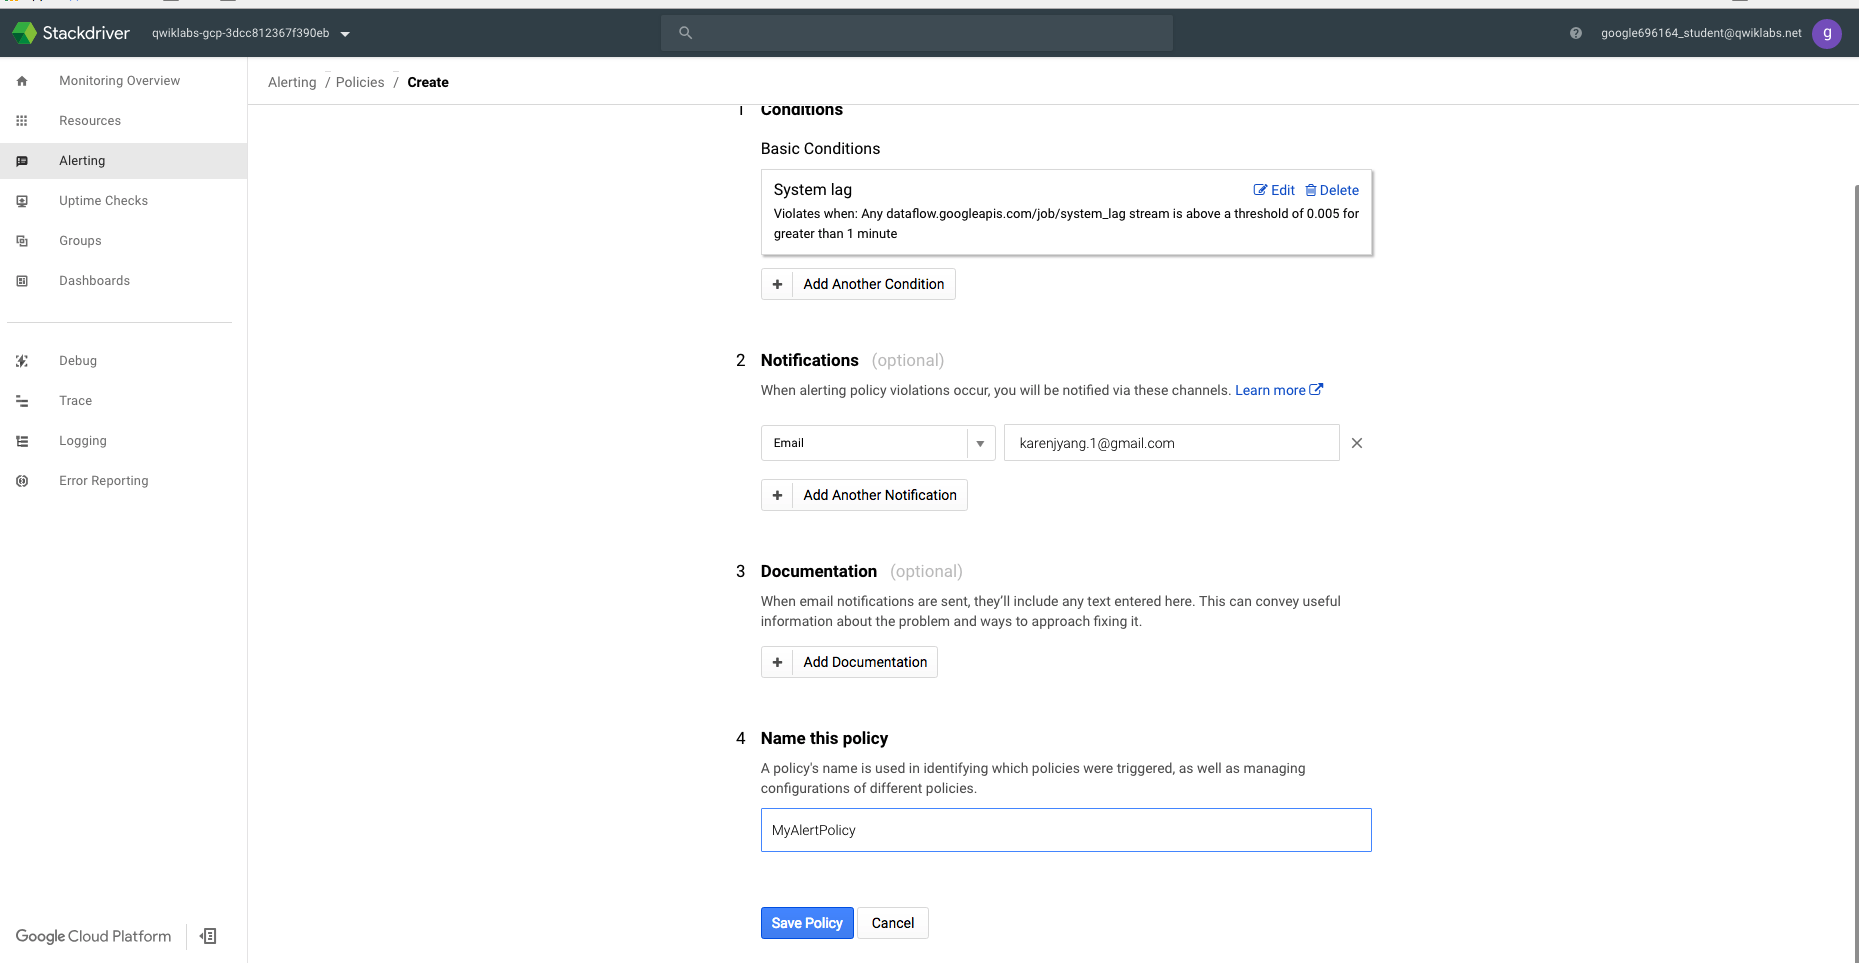 Stackdriver
qwiklabs-gcp-3dcc812367f390eb
google696164_student@qwiklabs.net
g
Monitoring Overview
Resources
Alerting
Uptime Checks
Groups
Dashboards
Debug
Trace
Logging
Error Reporting
Google Cloud Platform
Alerting / Policies / Create
1 Conditions
Basic Conditions
System lag
Edit Delete
Violates when: Any dataflow.googleapis.com/job/system_lag stream is above a threshold of 0.005 for
greater than 1 minute
+ Add Another Condition
2 Notifications (optional)
When alerting policy violations occur, you will be notified via these channels. Learn more
Email
karenjyang.1@gmail.com
+ Add Another Notification
3 Documentation (optional)
When email notifications are sent, they'll include any text entered here. This can convey useful
information about the problem and ways to approach fixing it.
+ Add Documentation
4 Name this policy
A policy's name is used in identifying which policies were triggered, as well as managing
configurations of different policies.
MyAlertPolicy
Save Policy Cancel